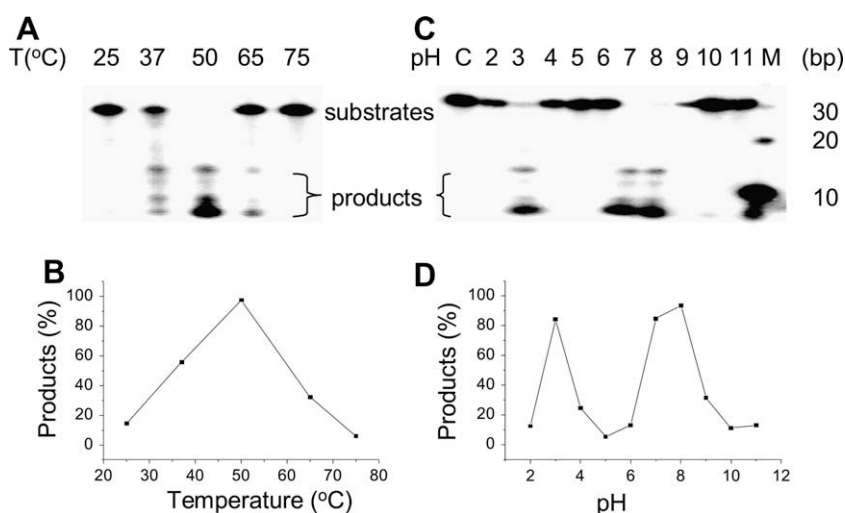 A
T(°C) 25 37 50 65 75
substrates
products
C
pH C 2 3 4 5 6 7 8 9 10 11 M (bp)
30
20
10
B
Products (%)
100
80
60
40
20
0
20 30 40 50 60 70 80
Temperature (°C)
D
Products (%)
100
80
60
40
20
0
2 4 6 8 10 12
pH